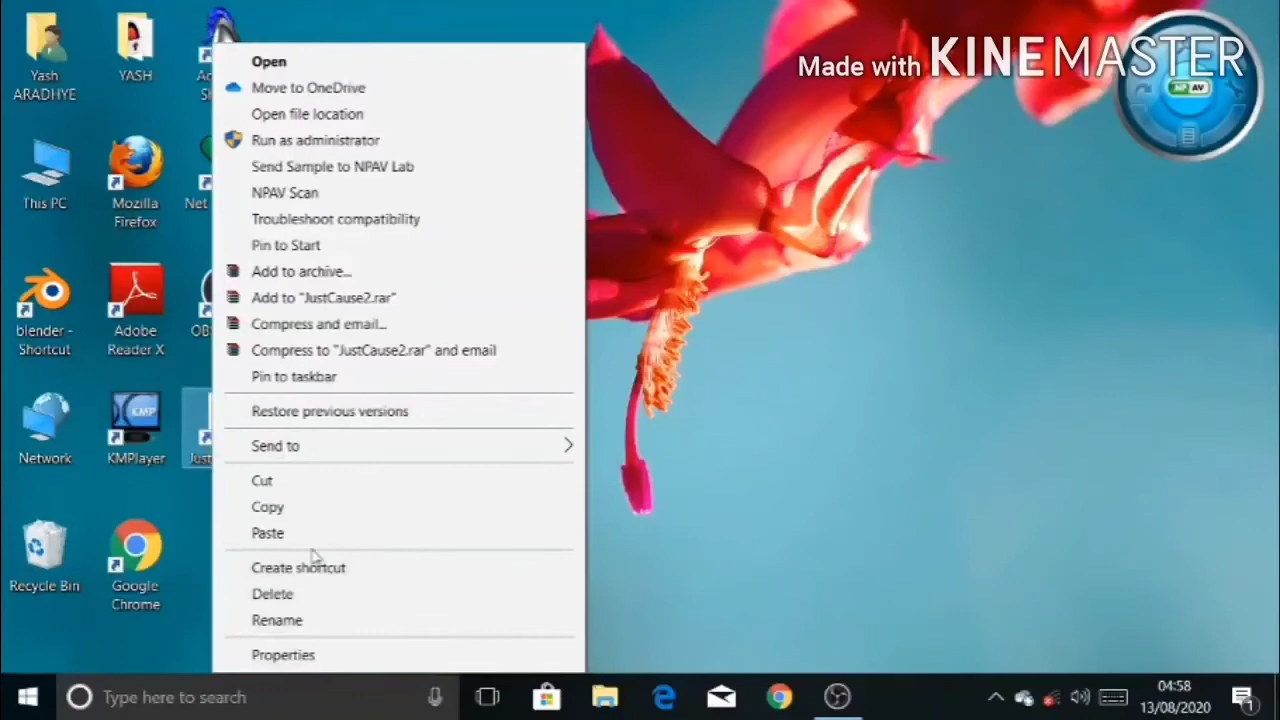 Made with KINEMASTER
NP AV
Yash
ARADHYE
YASH
This PC
Mozilla
Firefox
Net
blender -
Shortcut
Adobe
Reader X
OB
Network
KMP
KMPlayer
Just
Recycle Bin
Google
Chrome
Open
Move to OneDrive
Open file location
Run as administrator
Send Sample to NPAV Lab
NPAV Scan
Troubleshoot compatibility
Pin to Start
Add to archive...
Add to "JustCause2.rar"
Compress and email...
Compress to "JustCause2.rar" and email
Pin to taskbar
Restore previous versions
Send to
Cut
Copy
Paste
Create shortcut
Delete
Rename
Properties
Type here to search
04:58
13/08/2020
1